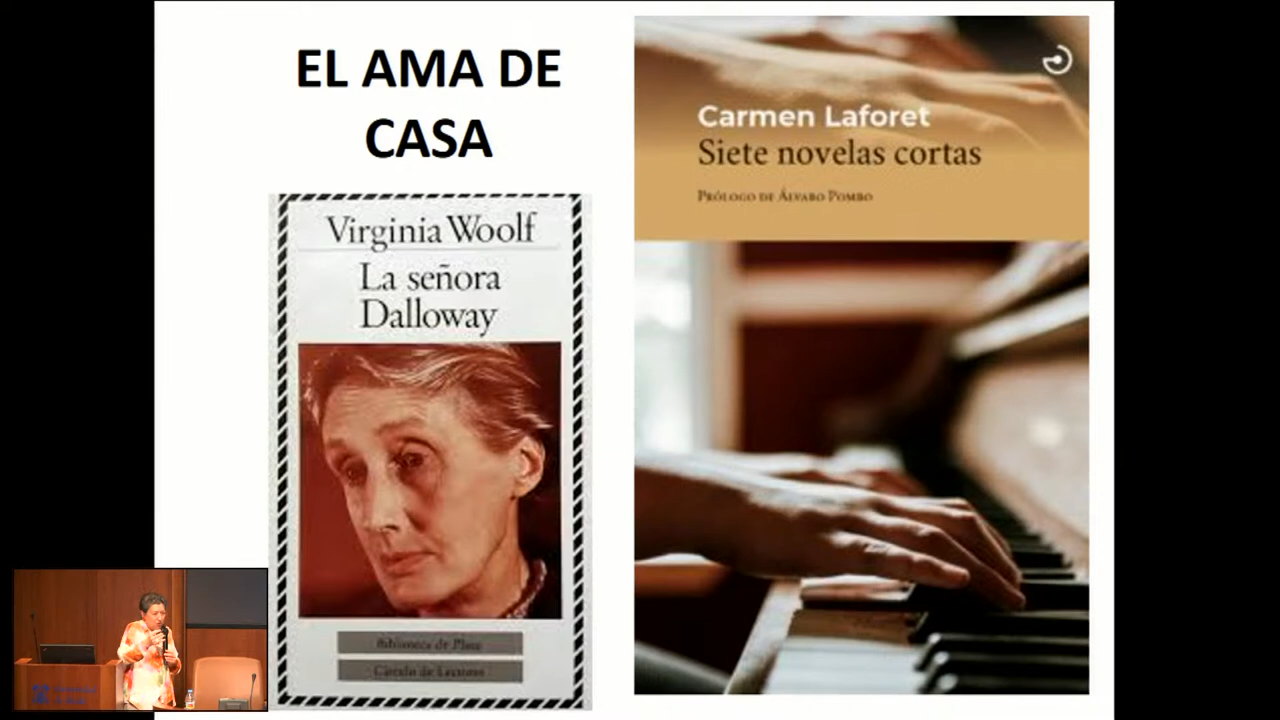 EL AMA DE
CASA
Virginia Woolf
La señora
Dalloway
Biblioteca de Plata
Círculo de Lectores
Carmen Laforet
Siete novelas cortas
Prólogo de Álvaro Pombo